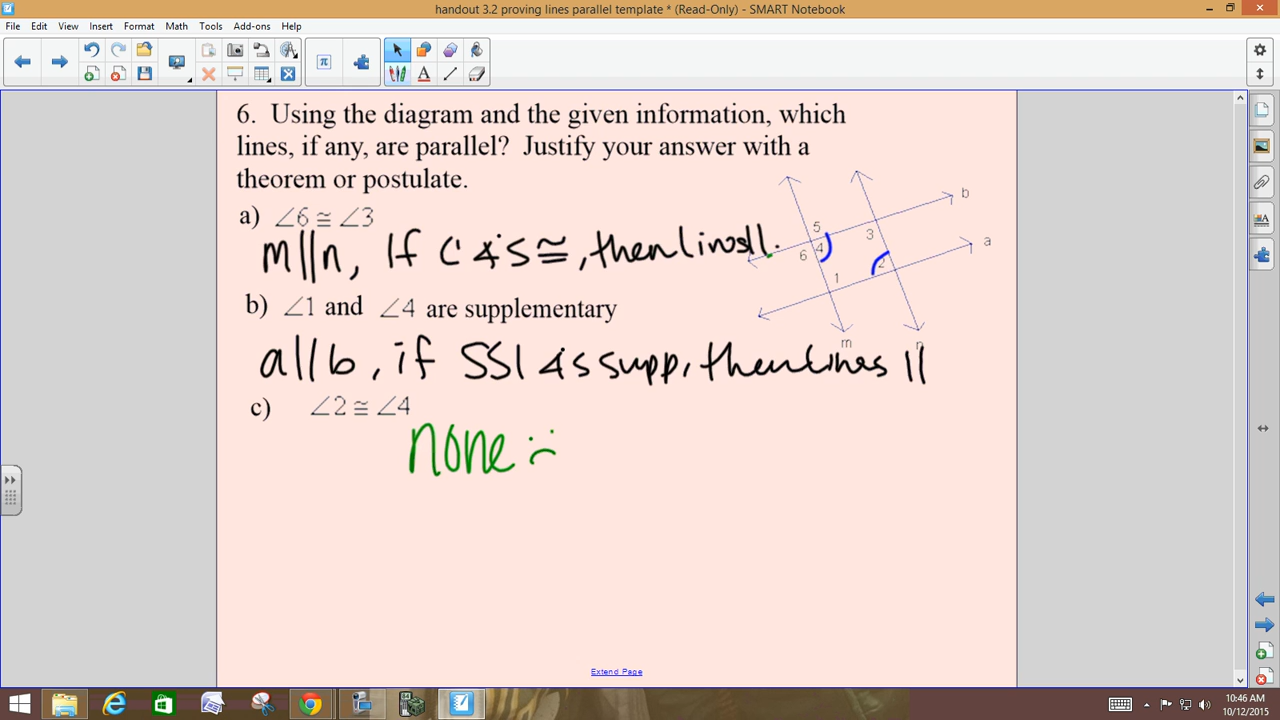 handout 3.2 proving lines parallel template * (Read-Only) - SMART Notebook
File Edit View Insert Format Math Tools Add-ons Help
6. Using the diagram and the given information, which
lines, if any, are parallel? Justify your answer with a
theorem or postulate.
a) ∠6 ≅ ∠3
m||n, If C ∠'s ≅, then lines ||.
b) ∠1 and ∠4 are supplementary
a||b, if SSI ∠'s supp, then lines ||
c) ∠2 ≅ ∠4
none :(
b
5
3
4
a
6
2
1
m
n
Extend Page
10:46 AM
10/12/2015